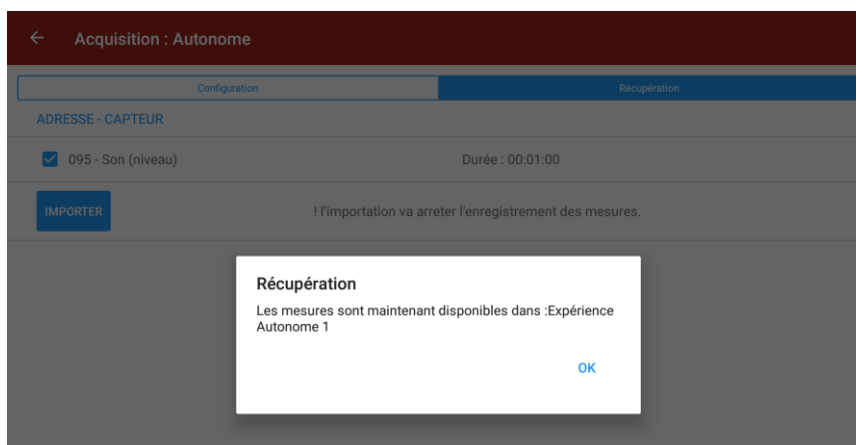 Acquisition : Autonome
Configuration
Récupération
ADRESSE - CAPTEUR
095 - Son (niveau)
Durée : 00:01:00
IMPORTER
! l'importation va arreter l'enregistrement des mesures.
Récupération
Les mesures sont maintenant disponibles dans :Expérience
Autonome 1
OK